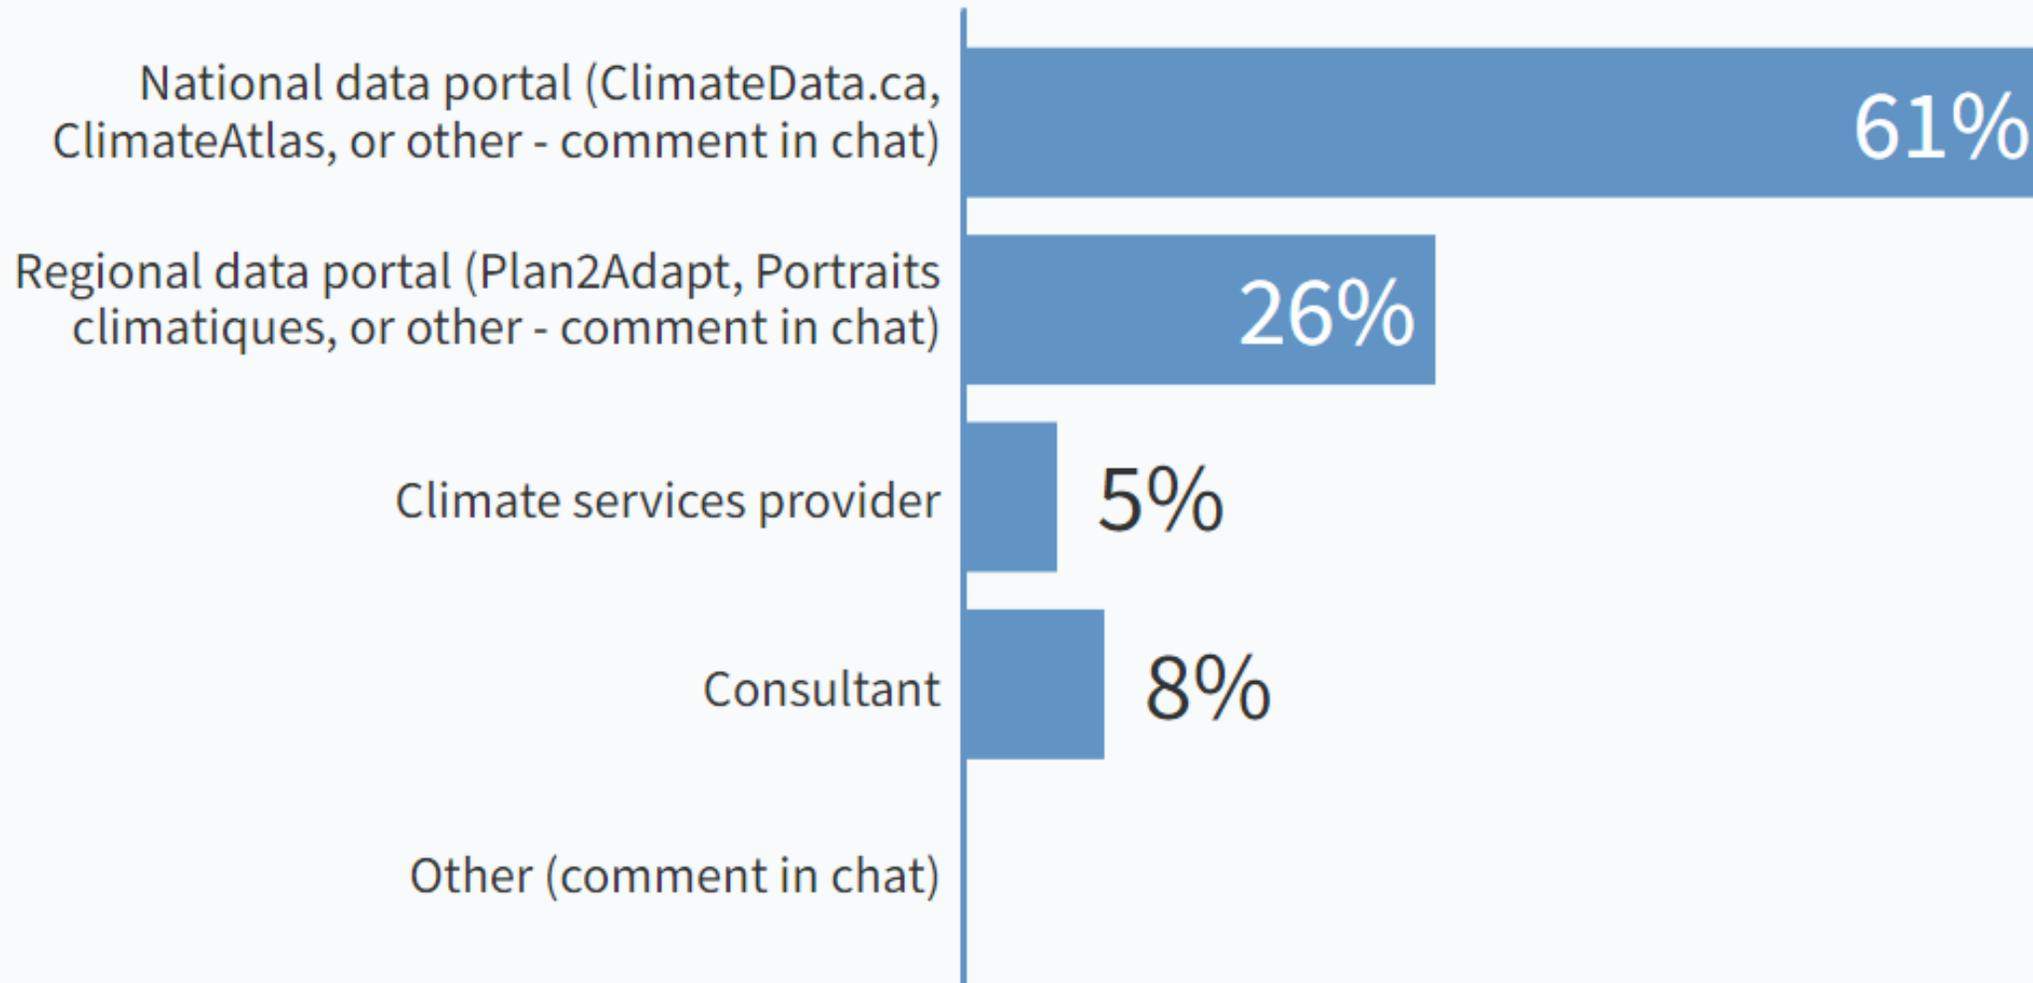 National data portal (ClimateData.ca,
ClimateAtlas, or other - comment in chat)
61%
Regional data portal (Plan2Adapt, Portraits
climatiques, or other - comment in chat)
26%
Climate services provider
5%
Consultant
8%
Other (comment in chat)